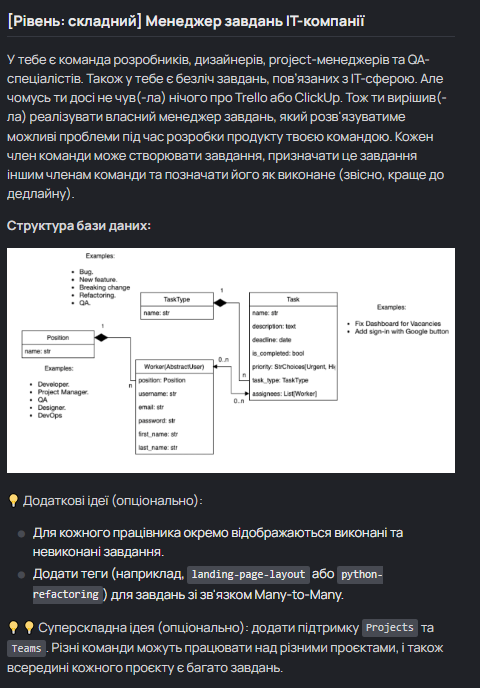 [Рівень: складний] Менеджер завдань ІТ-компанії
У тебе є команда розробників, дизайнерів, project-менеджерів та QA-
спеціалістів. Також у тебе є безліч завдань, пов'язаних з ІТ-сферою. Але
чомусь ти досі не чув(-ла) нічого про Trello або ClickUp. Тож ти вирішив(-
ла) реалізувати власний менеджер завдань, який розв'язуватиме
можливі проблеми під час розробки продукту твоєю командою. Кожен
член команди може створювати завдання, призначати це завдання
іншим членам команди та позначати його як виконане (звісно, краще до
дедлайну).
Структура бази даних:
Examples:
Bug.
New feature.
Breaking change
Refactoring.
QA.
TaskType
name: str
1
Task
name: str
description: text
deadline: date
is_completed: bool
priority: StrChoices[Urgent,
task_type: TaskType
assignees: List[Worker]
Examples:
Fix Dashboard for Vacancies
Add sign-in with Google button
Position
name: str
1
Examples:
Developer.
Project Manager.
QA
Designer.
DevOps
n
Worker(AbstractUser)
position: Position
username: str
email: str
password: str
first_name: str
last_name: str
0..n
n
0..n
Додаткові ідеї (опціонально):
Для кожного працівника окремо відображаються виконані та
невиконані завдання.
Додати теги (наприклад, landing-page-layout або python-
refactoring) для завдань зі зв'язком Many-to-Many.
Суперскладна ідея (опціонально): додати підтримку Projects та
Teams. Різні команди можуть працювати над різними проєктами, і також
всередині кожного проєкту є багато завдань.